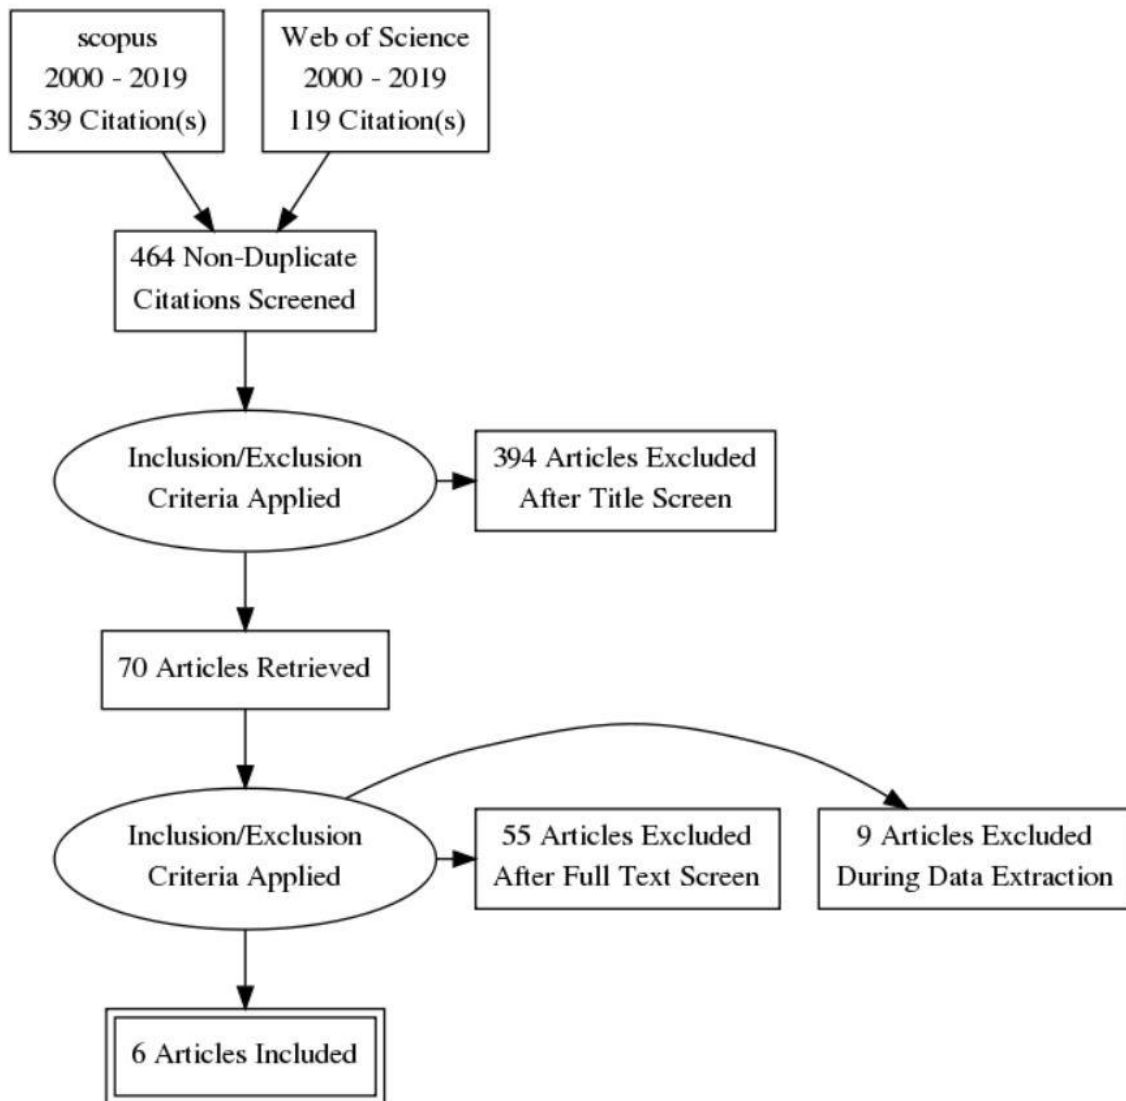 scopus
2000 - 2019
539 Citation(s)
Web of Science
2000 - 2019
119 Citation(s)
464 Non-Duplicate
Citations Screened
Inclusion/Exclusion
Criteria Applied
394 Articles Excluded
After Title Screen
70 Articles Retrieved
Inclusion/Exclusion
Criteria Applied
55 Articles Excluded
After Full Text Screen
9 Articles Excluded
During Data Extraction
6 Articles Included